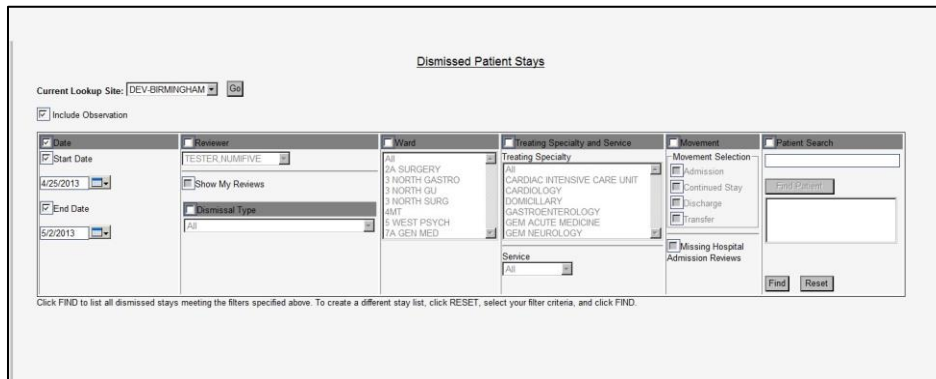 Dismissed Patient Stays
Current Lookup Site: DEV-BIRMINGHAM Go
Include Observation
Date
Start Date
4/25/2013
End Date
5/2/2013
Reviewer
TESTER,NUMIFIVE
Show My Reviews
Dismissal Type
All
Ward
All
2A SURGERY
3 NORTH GASTRO
3 NORTH GU
3 NORTH SURG
4MT
5 WEST PSYCH
7A GEN MED
Treating Specialty and Service
Treating Specialty
All
CARDIAC INTENSIVE CARE UNIT
CARDIOLOGY
DOMICILLARY
GASTROENTEROLOGY
GEM ACUTE MEDICINE
GEM NEUROLOGY
Service
All
Movement
Movement Selection
Admission
Continued Stay
Discharge
Transfer
Missing Hospital
Admission Reviews
Patient Search
Find Patient
Find Reset
Click FIND to list all dismissed stays meeting the filters specified above. To create a different stay list, click RESET, select your filter criteria, and click FIND.